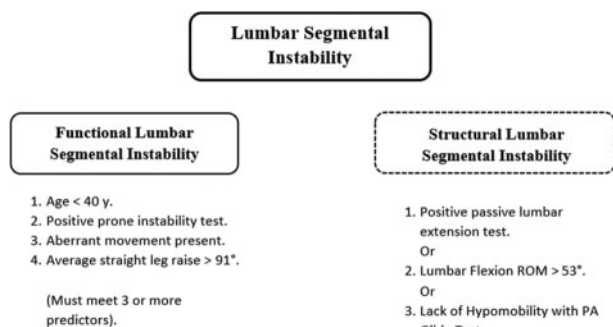 Lumbar Segmental
Instability
Functional Lumbar
Segmental Instability
1. Age < 40 y.
2. Positive prone instability test.
3. Aberrant movement present.
4. Average straight leg raise > 91°.
(Must meet 3 or more
predictors).
Structural Lumbar
Segmental Instability
1. Positive passive lumbar
extension test.
Or
2. Lumbar Flexion ROM > 53°.
Or
3. Lack of Hypomobility with PA